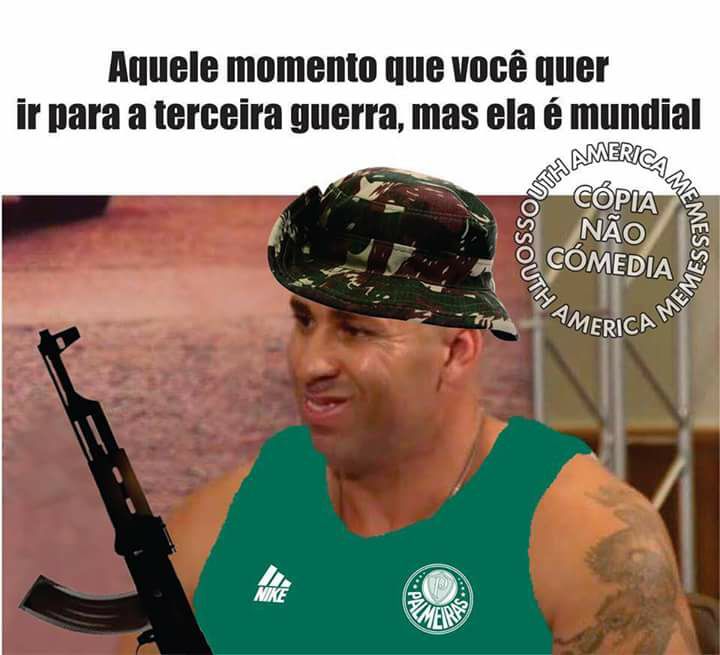 Aquele momento que você quer
ir para a terceira guerra, mas ela é mundial
SOUTH AMERICA MEMES
CÓPIA
NÃO
CÓMEDIA
SOUTH AMERICA MEMES
NIKE
PALMEIRAS